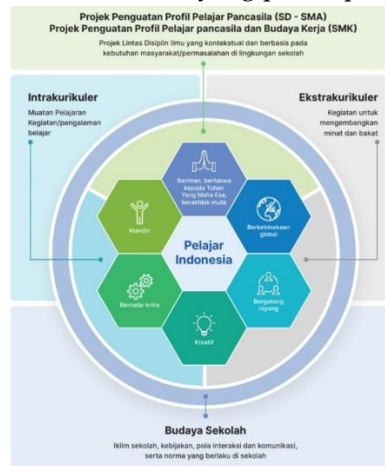 Projek Penguatan Profil Pelajar Pancasila (SD - SMA)
Projek Penguatan Profil Pelajar pancasila dan Budaya Kerja (SMK)
Projek Lintas Disiplin Ilmu yang kontekstual dan berbasis pada
kebutuhan masyarakat/permasalahan di lingkungan sekolah
Intrakurikuler
Muatan Pelajaran
Kegiatan/pengalaman
belajar
Ekstrakurikuler
Kegiatan untuk
mengembangkan
minat dan bakat
Beriman, bertakwa
kepada Tuhan
Yang Maha Esa,
berakhlak mulia
Mandiri
Berkebinekaan
global
Pelajar
Indonesia
Bernalar kritis
Bergotong
royong
Kreatif
Budaya Sekolah
Iklim sekolah, kebijakan, pola interaksi dan komunikasi,
serta norma yang berlaku di sekolah